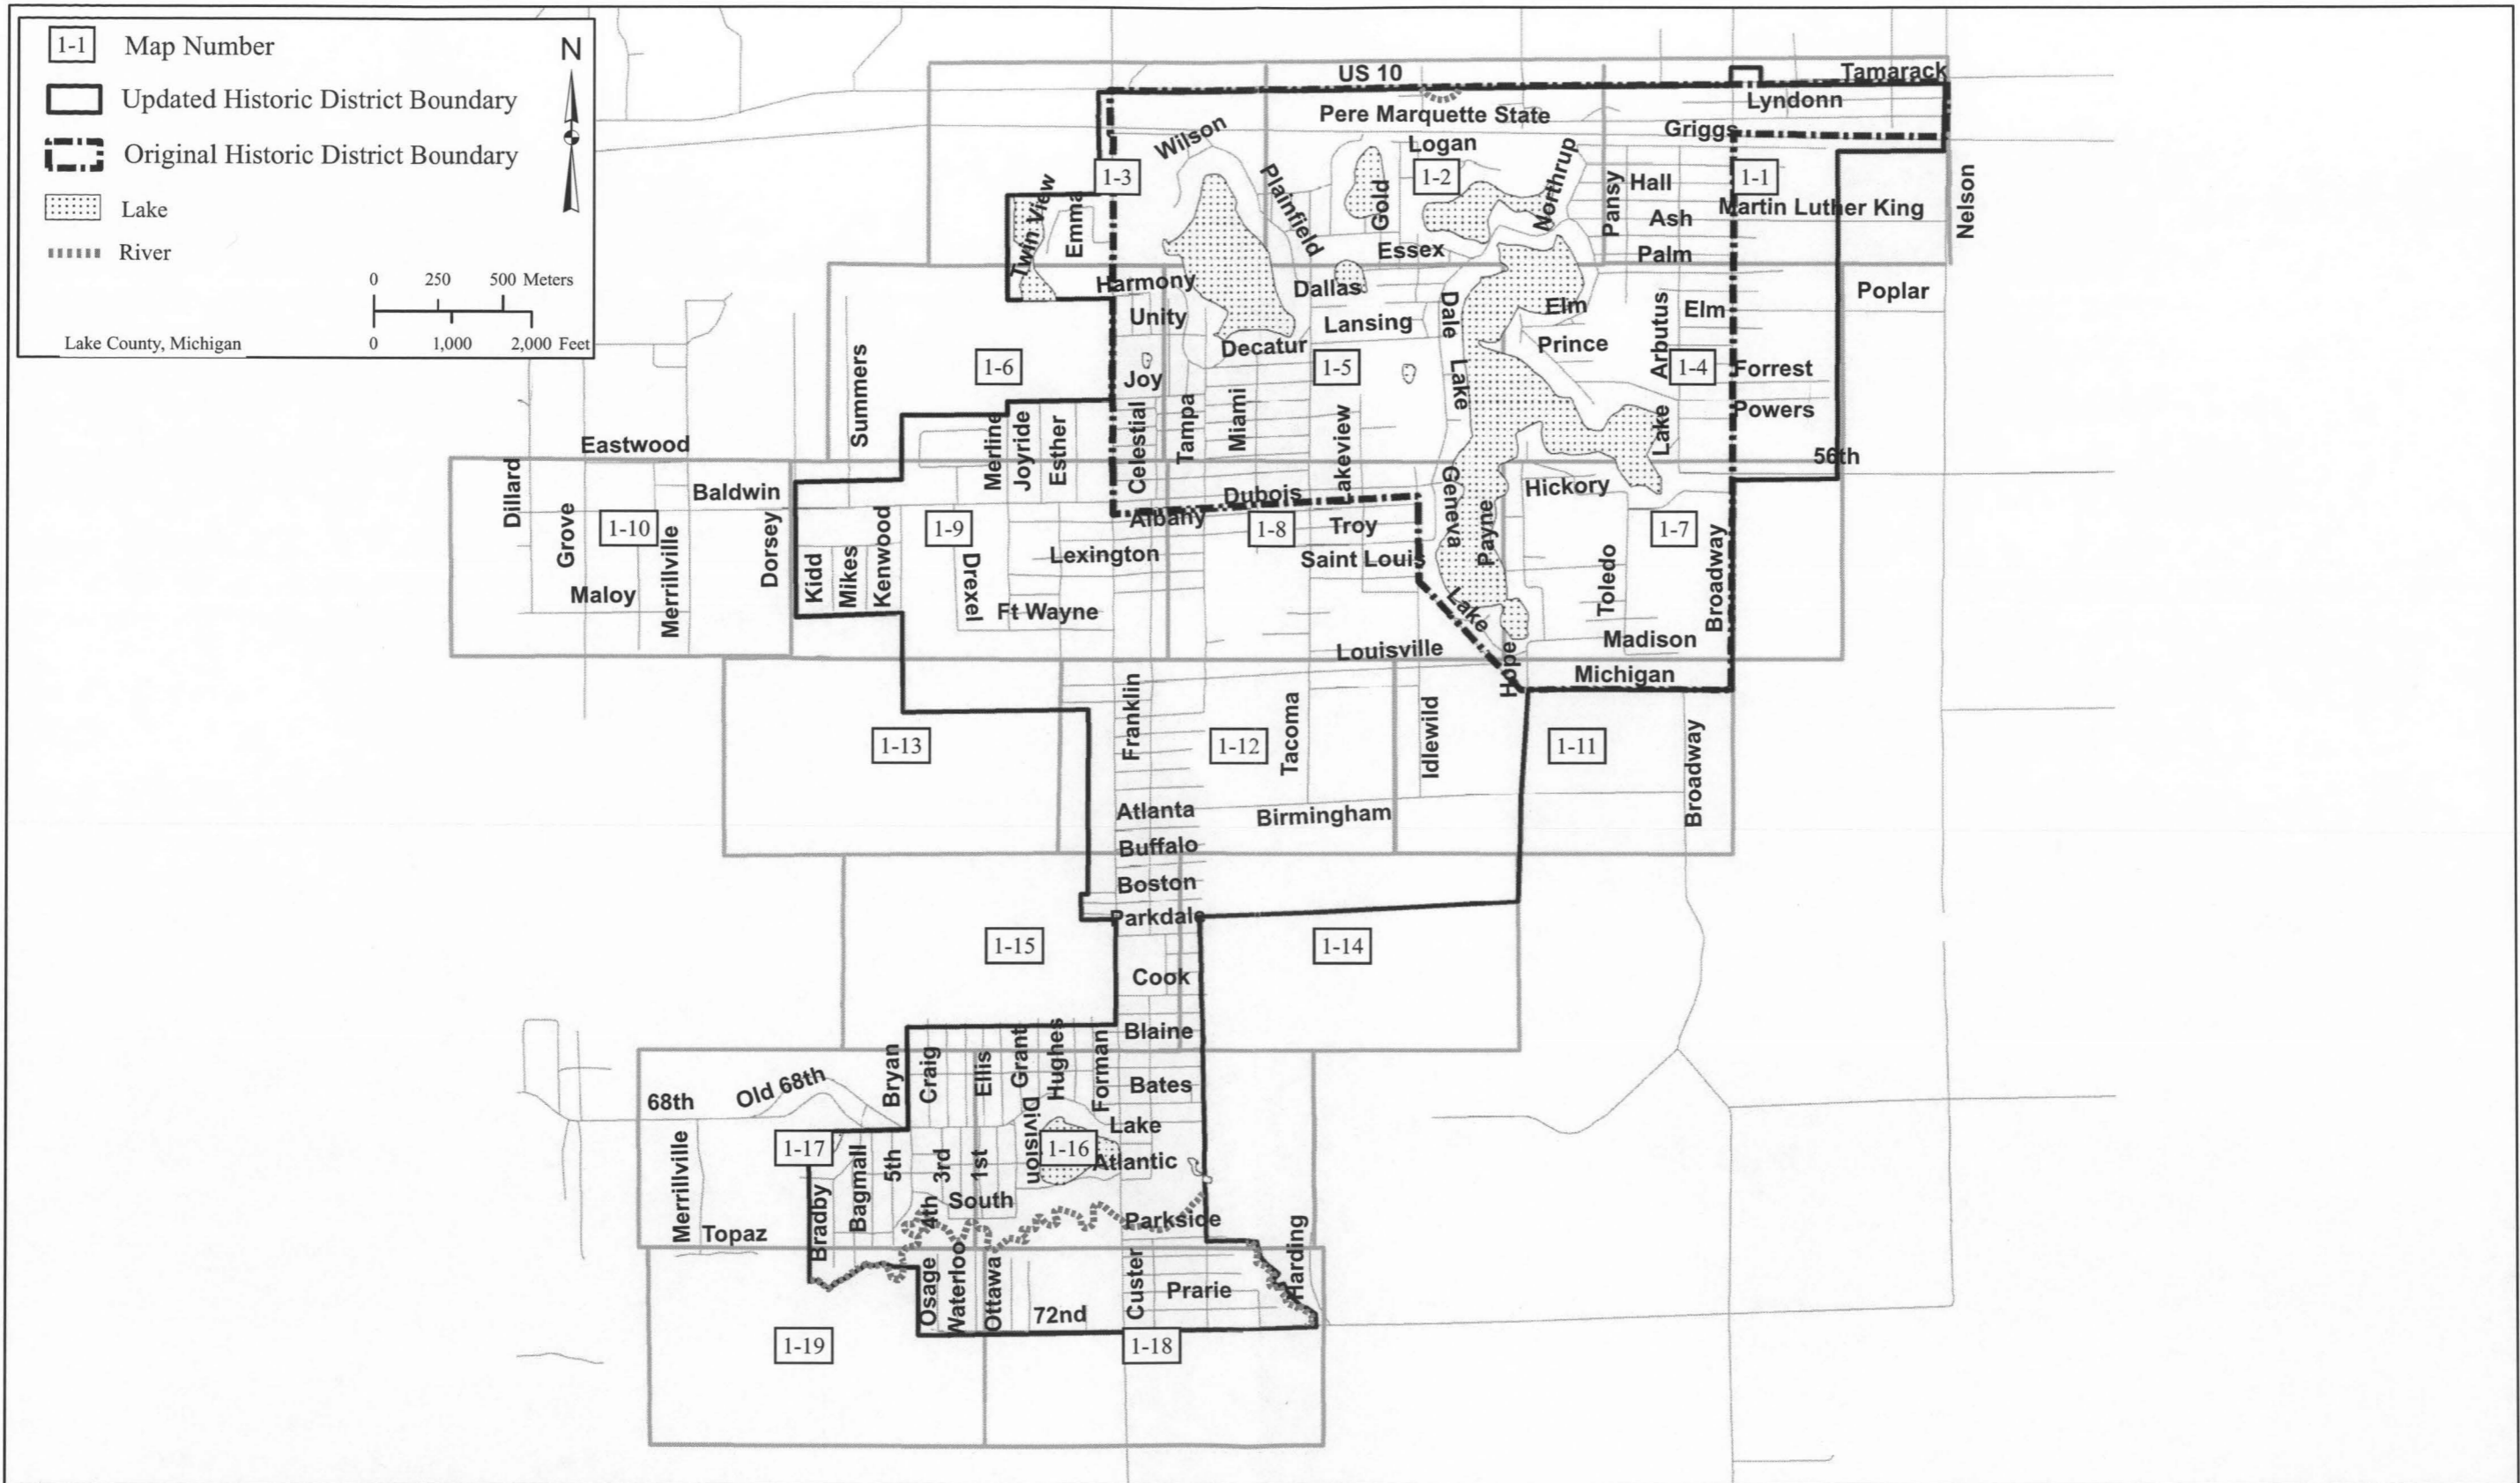 1-1 Map Number
N
Updated Historic District Boundary
Original Historic District Boundary
Lake
River
0 250 500 Meters
0 1,000 2,000 Feet
Lake County, Michigan
US 10
Tamarack
Lyndonn
Pere Marquette State
Griggs
Wilson
Logan
1-3
1-2
1-1
Northrup
Plainfield
Gold
Pansy
Hall
Nelson
Martin Luther King
Ash
Twin View
Emma
Essex
Palm
Harmony
Dallas
Poplar
Unity
Lansing
Dale
Elm
Arbutus
Elm
Decatur
Prince
1-6
1-5
1-4
Forrest
Summers
Joy
Lake
Powers
Merline
Joyride
Esther
Celestial
Tampa
Miami
akeview
Lake
Eastwood
56th
Dillard
Baldwin
Dubois
Geneva
Hickory
Grove
1-10
Merrillville
Dorsey
Kidd
Mikes
Kenwood
1-9
Drexel
Albany
1-8
Troy
Payne
1-7
Broadway
Lexington
Saint Louis
Toledo
Maloy
Ft Wayne
Lake
Madison
Louisville
Hope
Michigan
Franklin
1-13
1-12
Tacoma
Idlewild
1-11
Broadway
Atlanta
Birmingham
Buffalo
Boston
Parkdale
1-15
1-14
Cook
Blaine
Bryan
Craig
Ellis
Grant
Hughes
Forman
Bates
68th
Old 68th
Division
Lake
Merrillville
1-17
Bagmall
5th
3rd
1st
1-16
Atlantic
Bradby
4th
South
Parkside
Topaz
Harding
Osage
Waterloo
Ottawa
Custer
Prarie
72nd
1-19
1-18